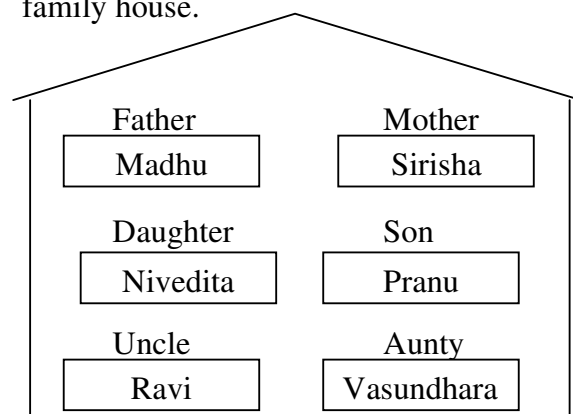 family house.
Father Mother
Madhu Sirisha
Daughter Son
Nivedita Pranu
Uncle Aunty
Ravi Vasundhara